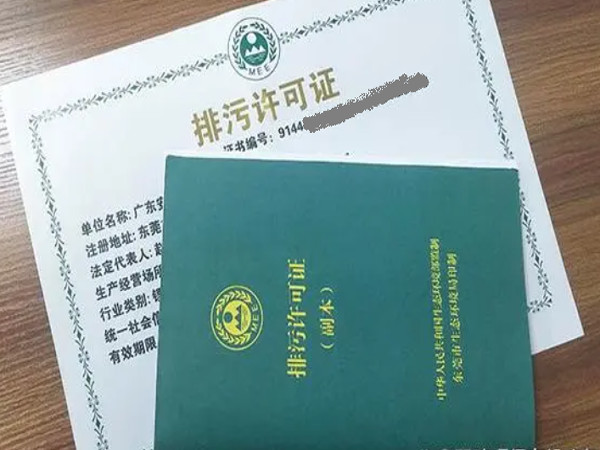 MEE
排污许可证
证书编号: 9144
单位名称: 广东
注册地址: 东莞
法定代表人:
生产经营场所
行业类别:
统一社会信
有效期限
MEE
排污许可证
(副本)
中华人民共和国生态环境部监制
东莞市生态环境局印制